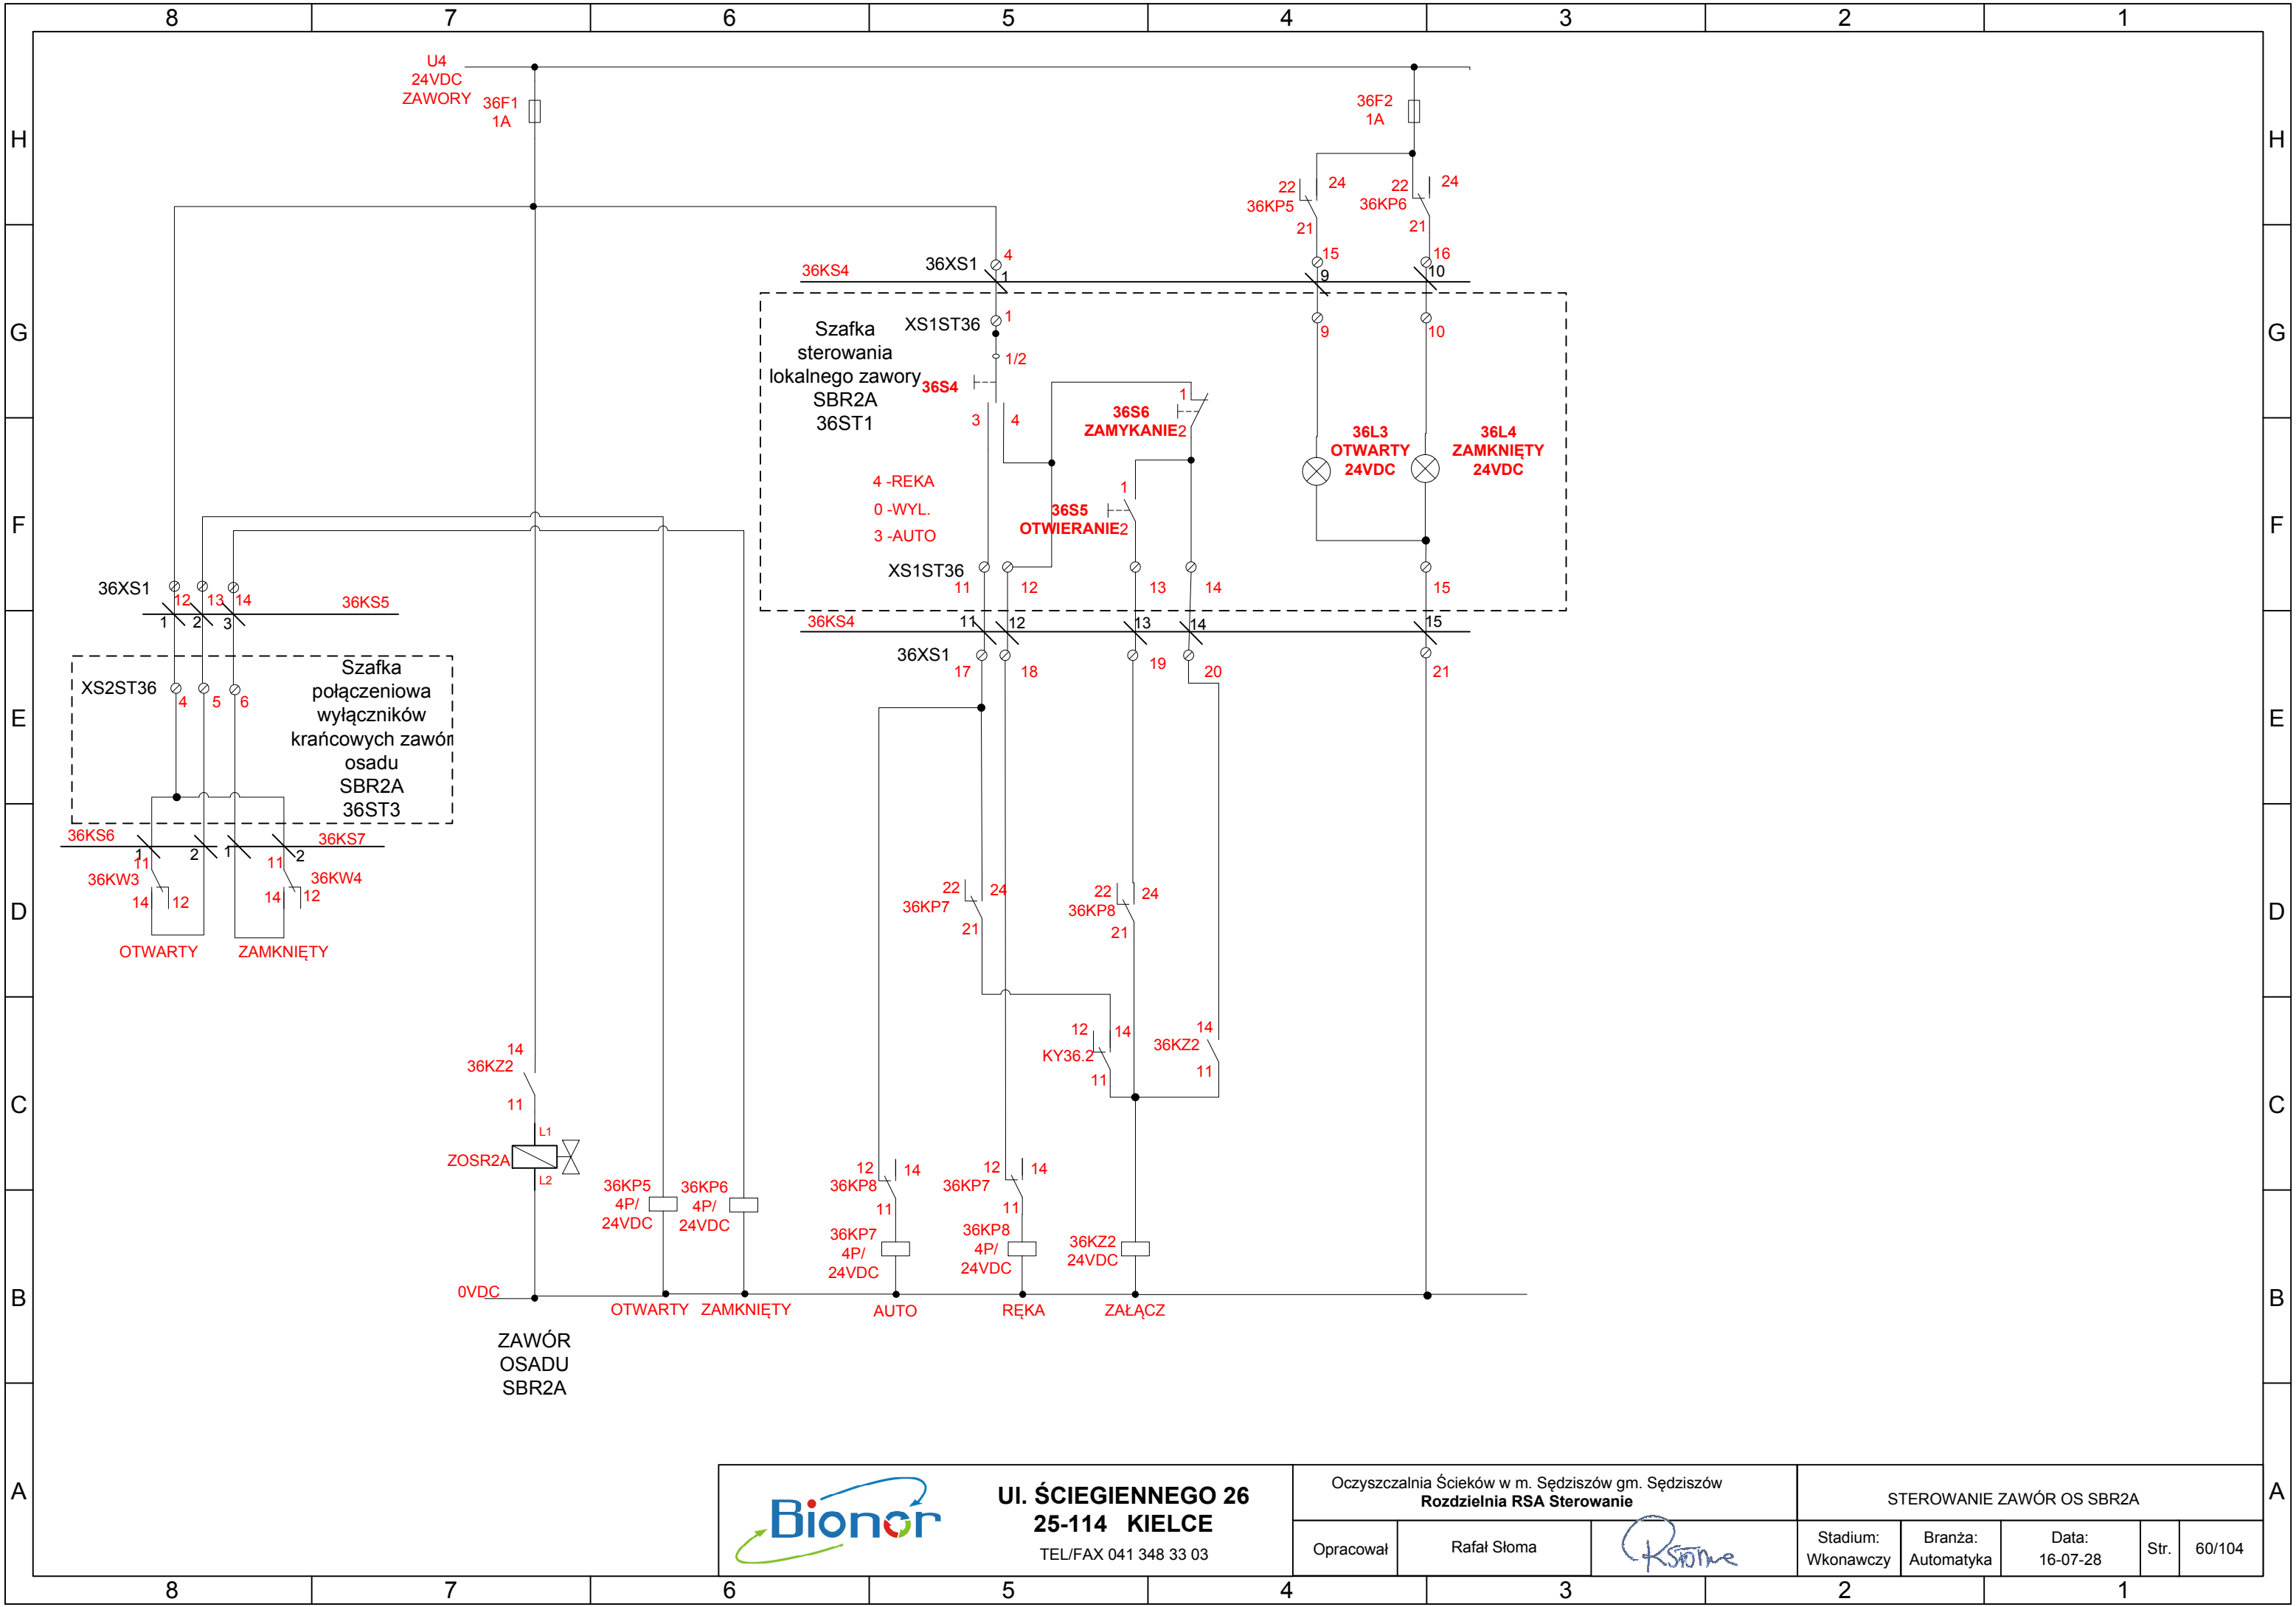 8 7 6 5 4 3 2 1
U4
24VDC
ZAWORY
36F1
1A
36F2
1A
H H
22 24 22 24
36KP5 36KP6
21 21
15 16
36XS1 4
36KS4 1 9 10
G G
Szafka
sterowania
lokalnego zawory
SBR2A
36ST1
XS1ST36 1
9 10
1/2
36S4
3 4
1
36S6
ZAMYKANIE 2
36L3
OTWARTY
24VDC
36L4
ZAMKNIĘTY
24VDC
4 -REKA
0 -WYL.
3 -AUTO
1
36S5
OTWIERANIE 2
F F
XS1ST36
11 12 13 14 15
36KS4 11 12 13 14 15
36XS1
17 18 19 20 21
36XS1
12 13 14 36KS5
1 2 3
Szafka
połączeniowa
wyłączników
krańcowych zawór
osadu
SBR2A
36ST3
XS2ST36
4 5 6
E E
36KS6 36KS7
1 2 1 2
11 11
36KW3 36KW4
14 12 14 12
OTWARTY ZAMKNIĘTY
22 24 22 24
36KP7 36KP8
21 21
D D
12 14 14
KY36.2 36KZ2
11 11
14
36KZ2
11
C C
L1
ZOSR2A
L2
12 14 12 14
36KP8 36KP7
11 11
36KP5
4P/
24VDC
36KP6
4P/
24VDC
36KP7
4P/
24VDC
36KP8
4P/
24VDC
36KZ2
24VDC
B B
0VDC
OTWARTY ZAMKNIĘTY AUTO RĘKA ZAŁĄCZ
ZAWÓR
OSADU
SBR2A
A A
Bionor
Ul. ŚCIEGIENNEGO 26
25-114 KIELCE
TEL/FAX 041 348 33 03
Oczyszczalnia Ścieków w m. Sędziszów gm. Sędziszów
Rozdzielnia RSA Sterowanie
STEROWANIE ZAWÓR OS SBR2A
Opracował Rafał Słoma RSłoma
Stadium:
Wkonawczy
Branża:
Automatyka
Data:
16-07-28
Str. 60/104
8 7 6 5 4 3 2 1